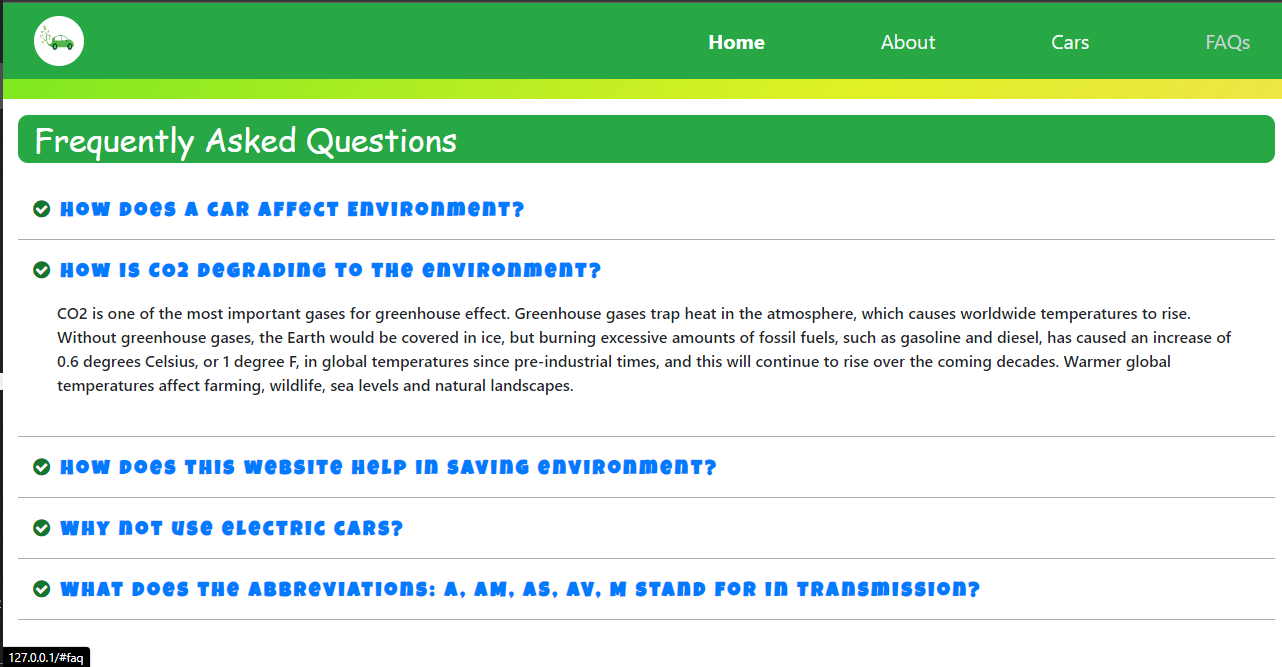 Home About Cars FAQs
Frequently Asked Questions
How does a car affect Environment?
How is CO2 degrading to the environment?
CO2 is one of the most important gases for greenhouse effect. Greenhouse gases trap heat in the atmosphere, which causes worldwide temperatures to rise.
Without greenhouse gases, the Earth would be covered in ice, but burning excessive amounts of fossil fuels, such as gasoline and diesel, has caused an increase of
0.6 degrees Celsius, or 1 degree F, in global temperatures since pre-industrial times, and this will continue to rise over the coming decades. Warmer global
temperatures affect farming, wildlife, sea levels and natural landscapes.
How does this website help in saving environment?
Why not use electric cars?
What does the abbreviations: A, AM, AS, AV, M stand for in transmission?
127.0.0.1/#faq